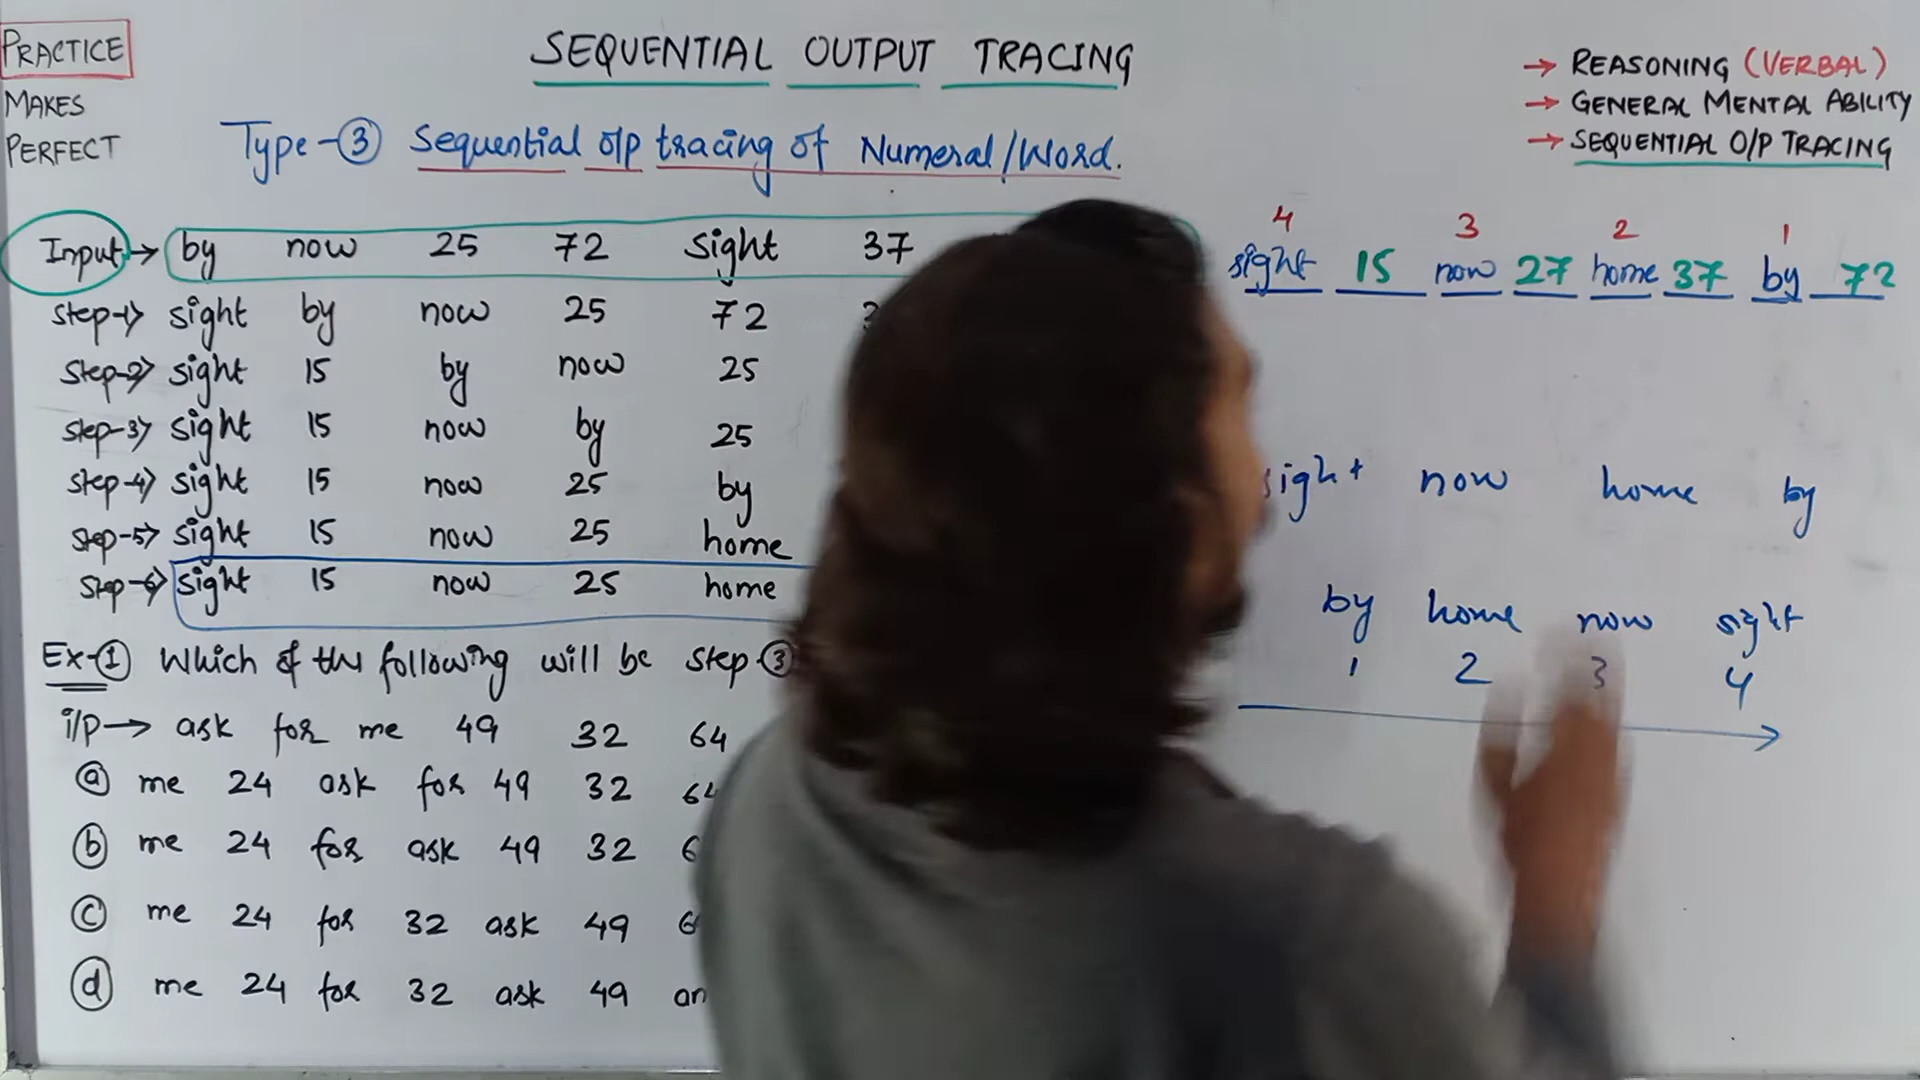 PRACTICE
MAKES
PERFECT
SEQUENTIAL OUTPUT TRACING
Type-③ Sequential o/p tracing of Numeral/Word.
→ REASONING (VERBAL)
→ GENERAL MENTAL ABILITY
→ SEQUENTIAL O/P TRACING
Input → by now 25 72 Sight 37
Step-1> sight by now 25 72
Step-2> sight 15 by now 25
Step-3> sight 15 now by 25
Step-4> sight 15 now 25 by
Step-5> sight 15 now 25 home
Step-6> sight 15 now 25 home
Ex-① Which of the following will be step-③
i/p → ask for me 49 32 64
ⓐ me 24 ask for 49 32 64
ⓑ me 24 for ask 49 32
ⓒ me 24 for 32 ask 49
ⓓ me 24 for 32 ask 49
4 3 2 1
sight 15 now 27 home 37 by 72
sight now home by
by home now sight
1 2 3 4